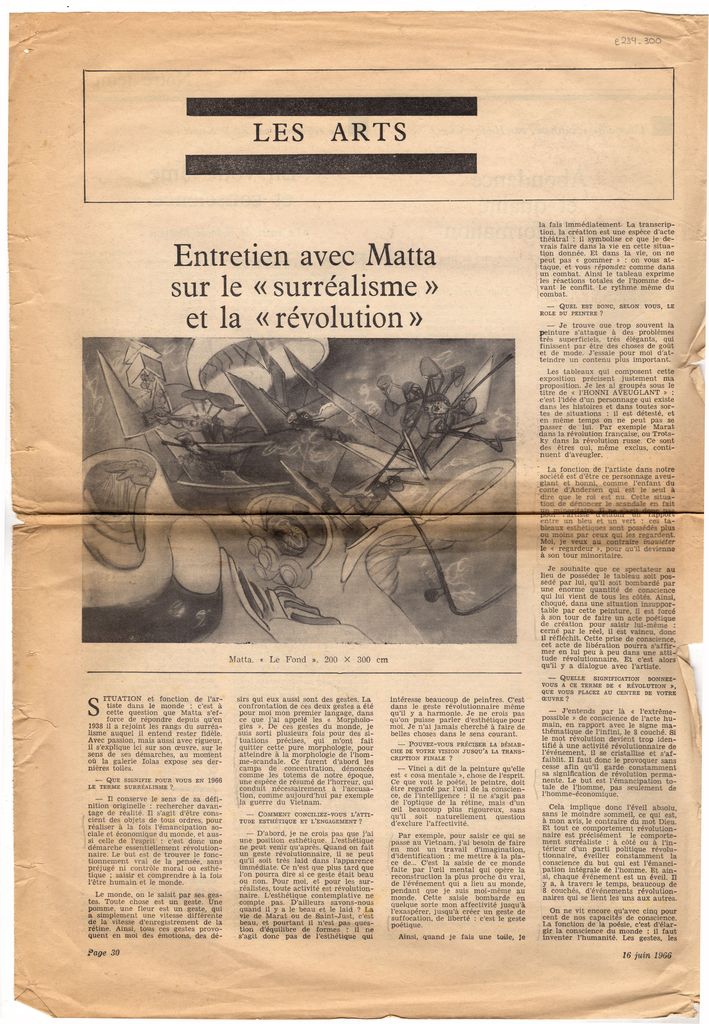 e234-300
LES ARTS
Entretien avec Matta
sur le « surréalisme »
et la « révolution »
Matta. « Le Fond ». 200 × 300 cm
SITUATION et fonction de l'ar-
tiste dans le monde : c'est à
cette question que Matta s'ef-
force de répondre depuis qu'en
1938 il a rejoint les rangs du surréa-
lisme auquel il entend rester fidèle.
Avec passion, mais aussi avec rigueur,
il s'explique ici sur son œuvre, sur le
sens de ses démarches, au moment
où la galerie Iolas expose ses der-
nières toiles.
— QUE SIGNIFIE POUR VOUS EN 1966
LE TERME SURRÉALISME ?
— Il conserve le sens de sa défi-
nition originelle : rechercher davan-
tage de réalité. Il s'agit d'être cons-
cient des objets de tous ordres, pour
réaliser à la fois l'émancipation so-
ciale et économique du monde, et aus-
si celle de l'esprit : c'est donc une
démarche essentiellement révolution-
naire. Le but est de trouver le fonc-
tionnement vrai de la pensée, sans
préjugé ni contrôle moral ou esthé-
tique : saisir et comprendre à la fois
l'être humain et le monde.
Le monde, on le saisit par ses ges-
tes. Toute chose est un geste. Une
pomme, une fleur est un geste, qui
a simplement une vitesse différente
de la vitesse d'enregistrement de la
rétine. Ainsi, tous ces gestes provo-
quent en moi des émotions, des dé-
sirs qui eux aussi sont des gestes. La
confrontation de ces deux gestes a été
pour moi mon premier langage, dans
ce que j'ai appelé les « Morpholo-
gies ». De ces gestes du monde, je
suis sorti plusieurs fois pour des si-
tuations précises, qui m'ont fait
quitter cette pure morphologie, pour
atteindre à la morphologie de l'hom-
me-scandale. Ce furent d'abord les
camps de concentration, dénoncés
comme les totems de notre époque,
une espèce de résumé de l'horreur, qui
conduit nécessairement à l'accusa-
tion, comme aujourd'hui par exemple
la guerre du Vietnam.
— COMMENT CONCILIEZ-VOUS L'ATTI-
TUDE ESTHÉTIQUE ET L'ENGAGEMENT ?
— D'abord, je ne crois pas que j'ai
une position esthétique. L'esthétique
ne peut venir qu'après. Quand on fait
un geste révolutionnaire, il se peut
qu'il soit très laid dans l'apparence
immédiate. Ce n'est que plus tard que
l'on pourra dire si ce geste était beau
ou non. Pour moi, et pour les sur-
réalistes, toute activité est révolution-
naire. L'esthétique contemplative ne
compte pas. D'ailleurs savons-nous
quand il y a le beau et le laid ? La
vie de Marat ou de Saint-Just, c'est
beau, et pourtant il n'est pas ques-
tion d'équilibre de formes : Il ne
s'agit donc pas de l'esthétique qui
intéresse beaucoup de peintres. C'est
dans le geste révolutionnaire même
qu'il y a harmonie. Je ne crois pas
qu'on puisse parler d'esthétique pour
moi. Je n'ai jamais cherché à faire de
belles choses dans le sens courant.
— POUVEZ-VOUS PRÉCISER LA DÉMAR-
CHE DE VOTRE VISION JUSQU'A LA TRANS-
CRIPTION FINALE ?
— Vinci a dit de la peinture qu'elle
est « cosa mentale », chose de l'esprit.
Ce que voit le poète, le peintre, doit
être regardé par l'œil de la conscien-
ce, de l'intelligence : il ne s'agit pas
de l'optique de la rétine, mais d'un
œil beaucoup plus rigoureux, sans
qu'il soit naturellement question
d'exclure l'affectivité.
Par exemple, pour saisir ce qui se
passe au Vietnam, j'ai besoin de faire
en moi un travail d'imagination,
d'identification : me mettre à la pla-
ce de... C'est la saisie de ce monde
faite par l'œil mental qui opère la
reconstruction la plus proche du vrai,
de l'événement qui a lieu au monde,
pendant que je suis moi-même au
monde. Cette saisie bombarde en
quelque sorte mon affectivité jusqu'à
l'exaspérer, jusqu'à créer un geste de
suffocation, de liberté : c'est le geste
poétique.
Ainsi, quand je fais une toile, je
la fais immédiatement. La transcrip-
tion, la création est une espèce d'acte
théâtral : il symbolise ce que je de-
vrais faire dans la vie en cette situa-
tion donnée. Et dans la vie, on ne
peut pas « gommer » : on vous at-
taque, et vous répondez comme dans
un combat. Ainsi le tableau exprime
les réactions totales de l'homme de-
vant le conflit. Le rythme même du
combat.
— QUEL EST DONC, SELON VOUS, LE
ROLE DU PEINTRE ?
— Je trouve que trop souvent la
peinture s'attaque à des problèmes
très superficiels, très élégants, qui
finissent par être des choses de goût
et de mode. J'essaie pour moi d'at-
teindre un contenu plus important.
Les tableaux qui composent cette
exposition précisent justement ma
proposition. Je les ai groupés sous le
titre de « l'HONNI AVEUGLANT » :
c'est l'idée d'un personnage qui existe
dans les histoires et dans toutes sor-
tes de situations : il est détesté, et
en même temps on ne peut pas se
passer de lui. Par exemple Marat
dans la révolution française, ou Trots-
ky dans la révolution russe. Ce sont
des êtres qui, même exclus, conti-
nuent d'aveugler.
La fonction de l'artiste dans notre
société est d'être ce personnage aveu-
glant et honni, comme l'enfant du
conte d'Andersen qui est le seul à
dire que le roi est nu. Cette situation
de dénoncer le scandale en fait
pour l'artiste d'établir un rapport
entre un bleu et un vert : ces ta-
bleaux esthétiques sont possédés plus
ou moins par ceux qui les regardent.
Moi, je veux au contraire inquiéter
le « regardeur », pour qu'il devienne
à son tour minoritaire.
Je souhaite que ce spectateur au
lieu de posséder le tableau soit pos-
sédé par lui, qu'il soit bombardé par
une énorme quantité de conscience
qui lui vient de tous les côtés. Ainsi,
choqué, dans une situation insuppor-
table par cette peinture, il est forcé
à son tour de faire un acte poétique
de création pour saisir lui-même :
cerné par le réel, il est vaincu, donc
il réfléchit. Cette prise de conscience,
cet acte de libération pourra s'affir-
mer en lui peu à peu dans une atti-
tude révolutionnaire. Et c'est alors
qu'il y a dialogue avec l'artiste.
— QUELLE SIGNIFICATION DONNEZ-
VOUS A CE TERME DE « RÉVOLUTION »,
QUE VOUS PLACEZ AU CENTRE DE VOTRE
ŒUVRE ?
— J'entends par là « l'extrême-
possible » de conscience de l'acte hu-
main, en rapport avec le signe ma-
thématique de l'infini, le 8 couché. Si
le mot révolution devient trop iden-
tifié à une activité révolutionnaire de
l'événement, il se cristallise et s'af-
faiblit. Il faut donc le provoquer sans
cesse afin qu'il garde constamment
sa signification de révolution perma-
nente. Le but est l'émancipation to-
tale de l'homme, pas seulement de
l'homme-économique.
Cela implique donc l'éveil absolu,
sans le moindre sommeil, ce qui est,
à mon avis, le contraire du mot Dieu.
Et tout ce comportement révolution-
naire est précisément le comporte-
ment surréaliste : à côté ou à l'in-
térieur d'un parti politique révolu-
tionnaire, éveiller constamment la
conscience du but qui est l'émanci-
pation intégrale de l'homme. Et ain-
si, chaque événement est un éveil. Il
y a, à travers le temps, beaucoup de
8 couchés, d'événements révolution-
naires qui se lient les uns aux autres.
On ne vit encore qu'avec cinq pour
cent de nos capacités de conscience.
La fonction de la poésie, c'est d'élar-
gir la conscience du monde : il faut
inventer l'humanité. Les gestes, les
Page 30
16 juin 1966